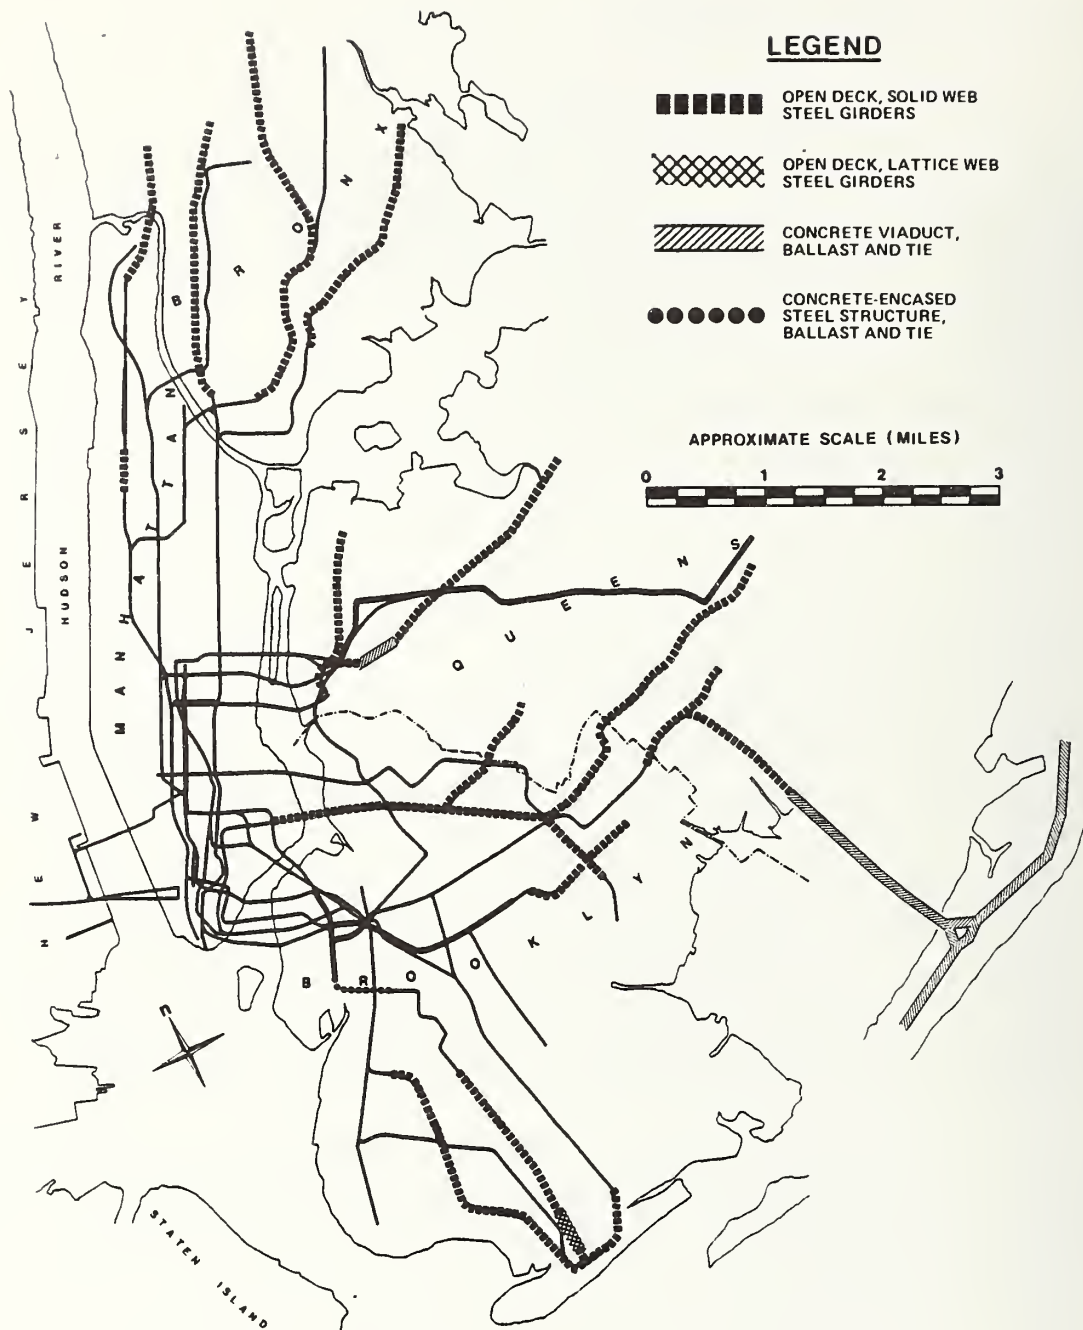 LEGEND
OPEN DECK, SOLID WEB
STEEL GIRDERS
OPEN DECK, LATTICE WEB
STEEL GIRDERS
CONCRETE VIADUCT,
BALLAST AND TIE
CONCRETE-ENCASED
STEEL STRUCTURE,
BALLAST AND TIE
APPROXIMATE SCALE (MILES)
0 1 2 3
NEW JERSEY
HUDSON RIVER
MANHATTAN
BRONX
QUEENS
BROOKLYN
STATEN ISLAND
n